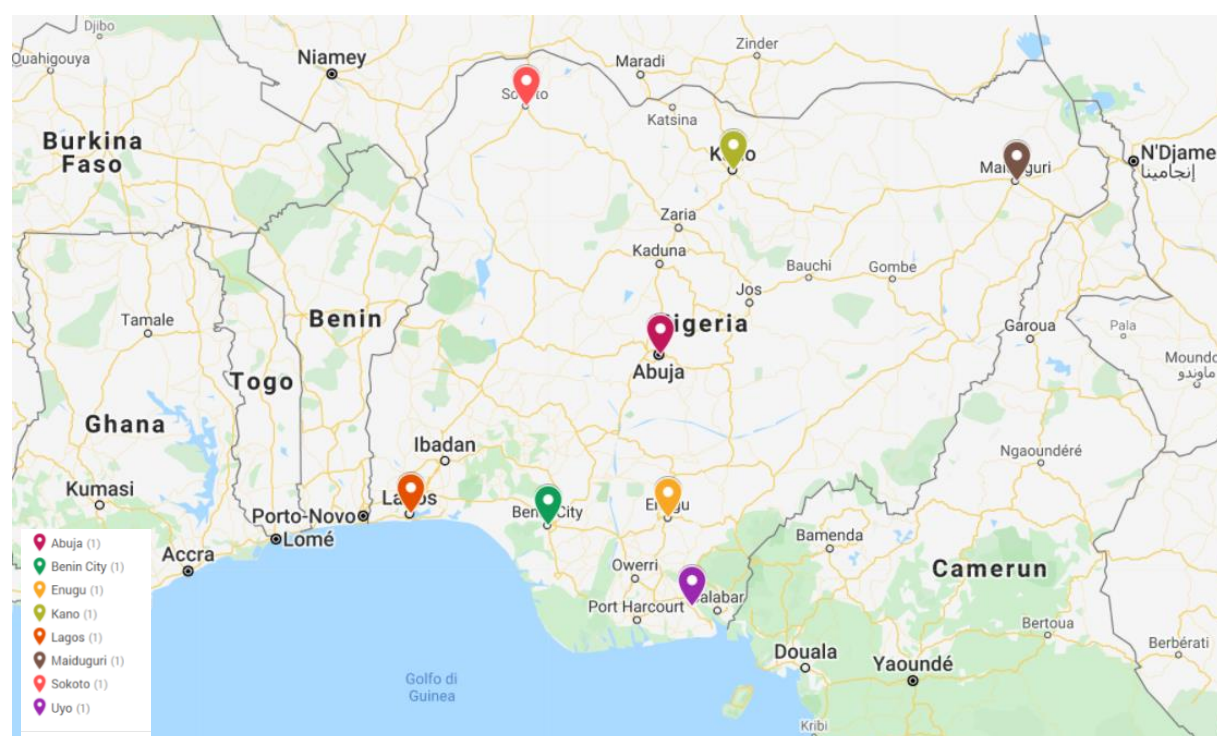 Djibo
Ouahigouya
Niamey
Zinder
Maradi
Sokoto
Katsina
Burkina
Faso
Kano
Maiduguri
N'Djame
إنجامينا
Zaria
Kaduna
Bauchi
Gombe
Jos
Tamale
Benin
Nigeria
Garoua
Pala
Abuja
Moundo
ماوندو
Togo
Ghana
Ibadan
Ngaoundéré
Kumasi
Lagos
Benin City
Enugu
Porto-Novo
Lomé
Bamenda
Accra
Owerri
Camerun
Port Harcourt
Calabar
Bertoua
Berbérati
Douala
Yaoundé
Golfo di
Guinea
Kribi
Abuja (1)
Benin City (1)
Enugu (1)
Kano (1)
Lagos (1)
Maiduguri (1)
Sokoto (1)
Uyo (1)